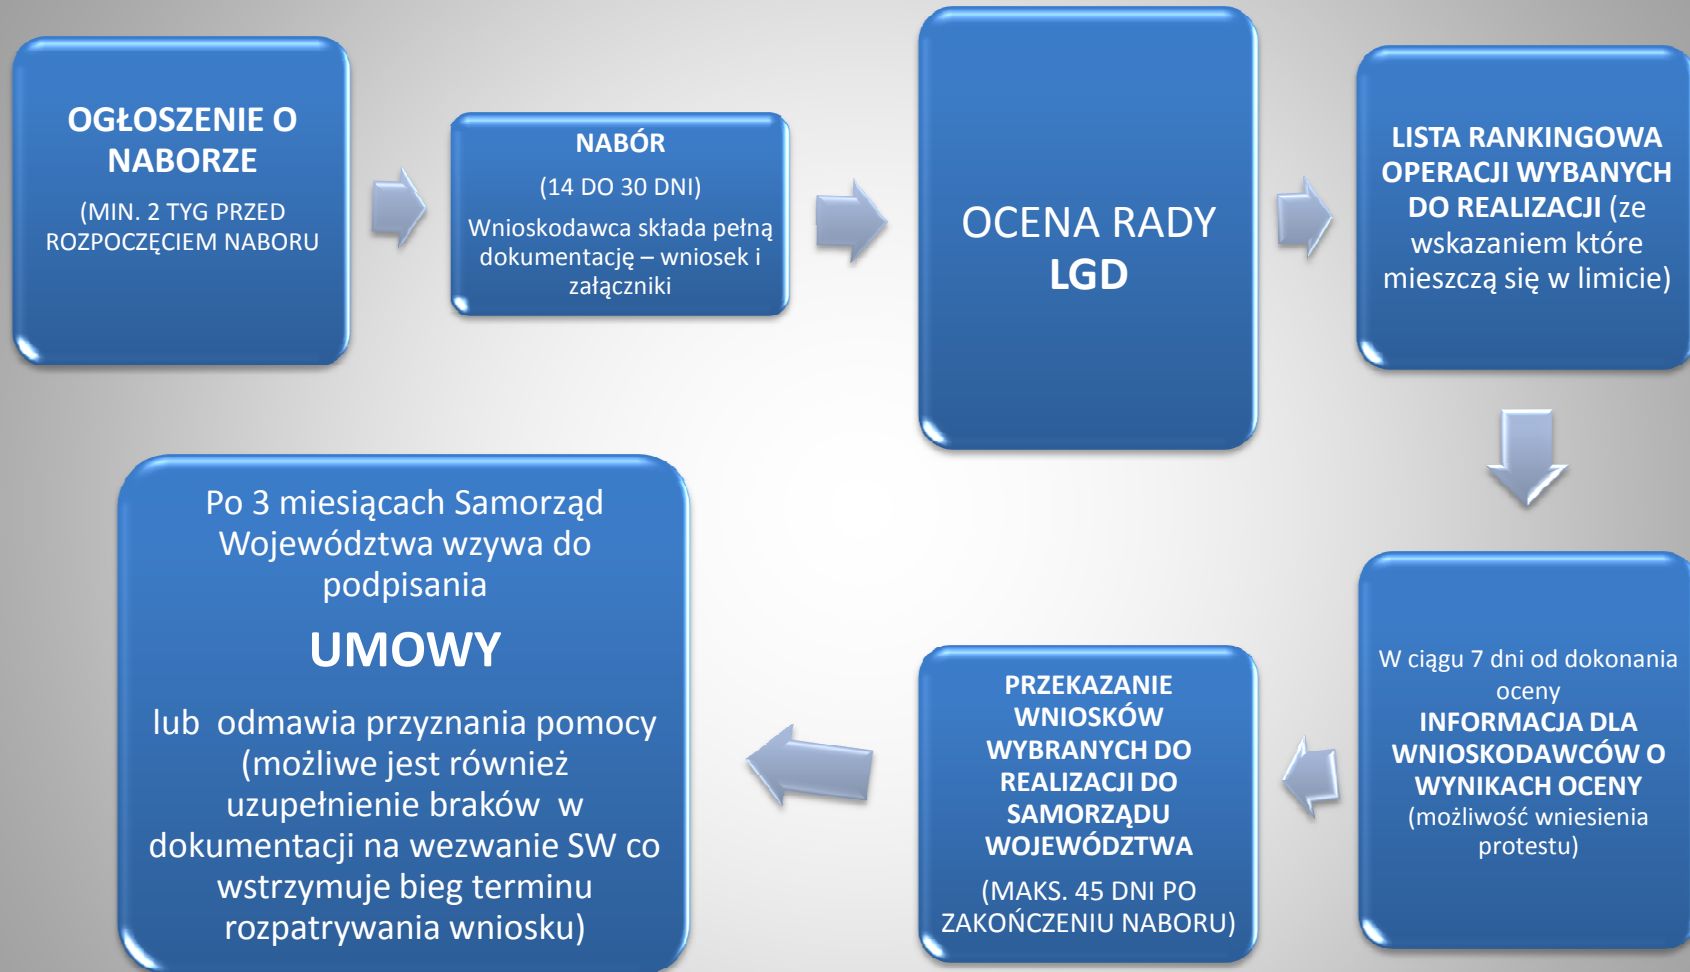 OGŁOSZENIE O
NABORZE
(MIN. 2 TYG PRZED
ROZPOCZĘCIEM NABORU
NABÓR
(14 DO 30 DNI)
Wnioskodawca składa pełną
dokumentację – wniosek i
załączniki
OCENA RADY
LGD
LISTA RANKINGOWA
OPERACJI WYBANYCH
DO REALIZACJI (ze
wskazaniem które
mieszczą się w limicie)
W ciągu 7 dni od dokonania
oceny
INFORMACJA DLA
WNIOSKODAWCÓW O
WYNIKACH OCENY
(możliwość wniesienia
protestu)
PRZEKAZANIE
WNIOSKÓW
WYBRANYCH DO
REALIZACJI DO
SAMORZĄDU
WOJEWÓDZTWA
(MAKS. 45 DNI PO
ZAKOŃCZENIU NABORU)
Po 3 miesiącach Samorząd
Województwa wzywa do
podpisania
UMOWY
lub odmawia przyznania pomocy
(możliwe jest również
uzupełnienie braków w
dokumentacji na wezwanie SW co
wstrzymuje bieg terminu
rozpatrywania wniosku)